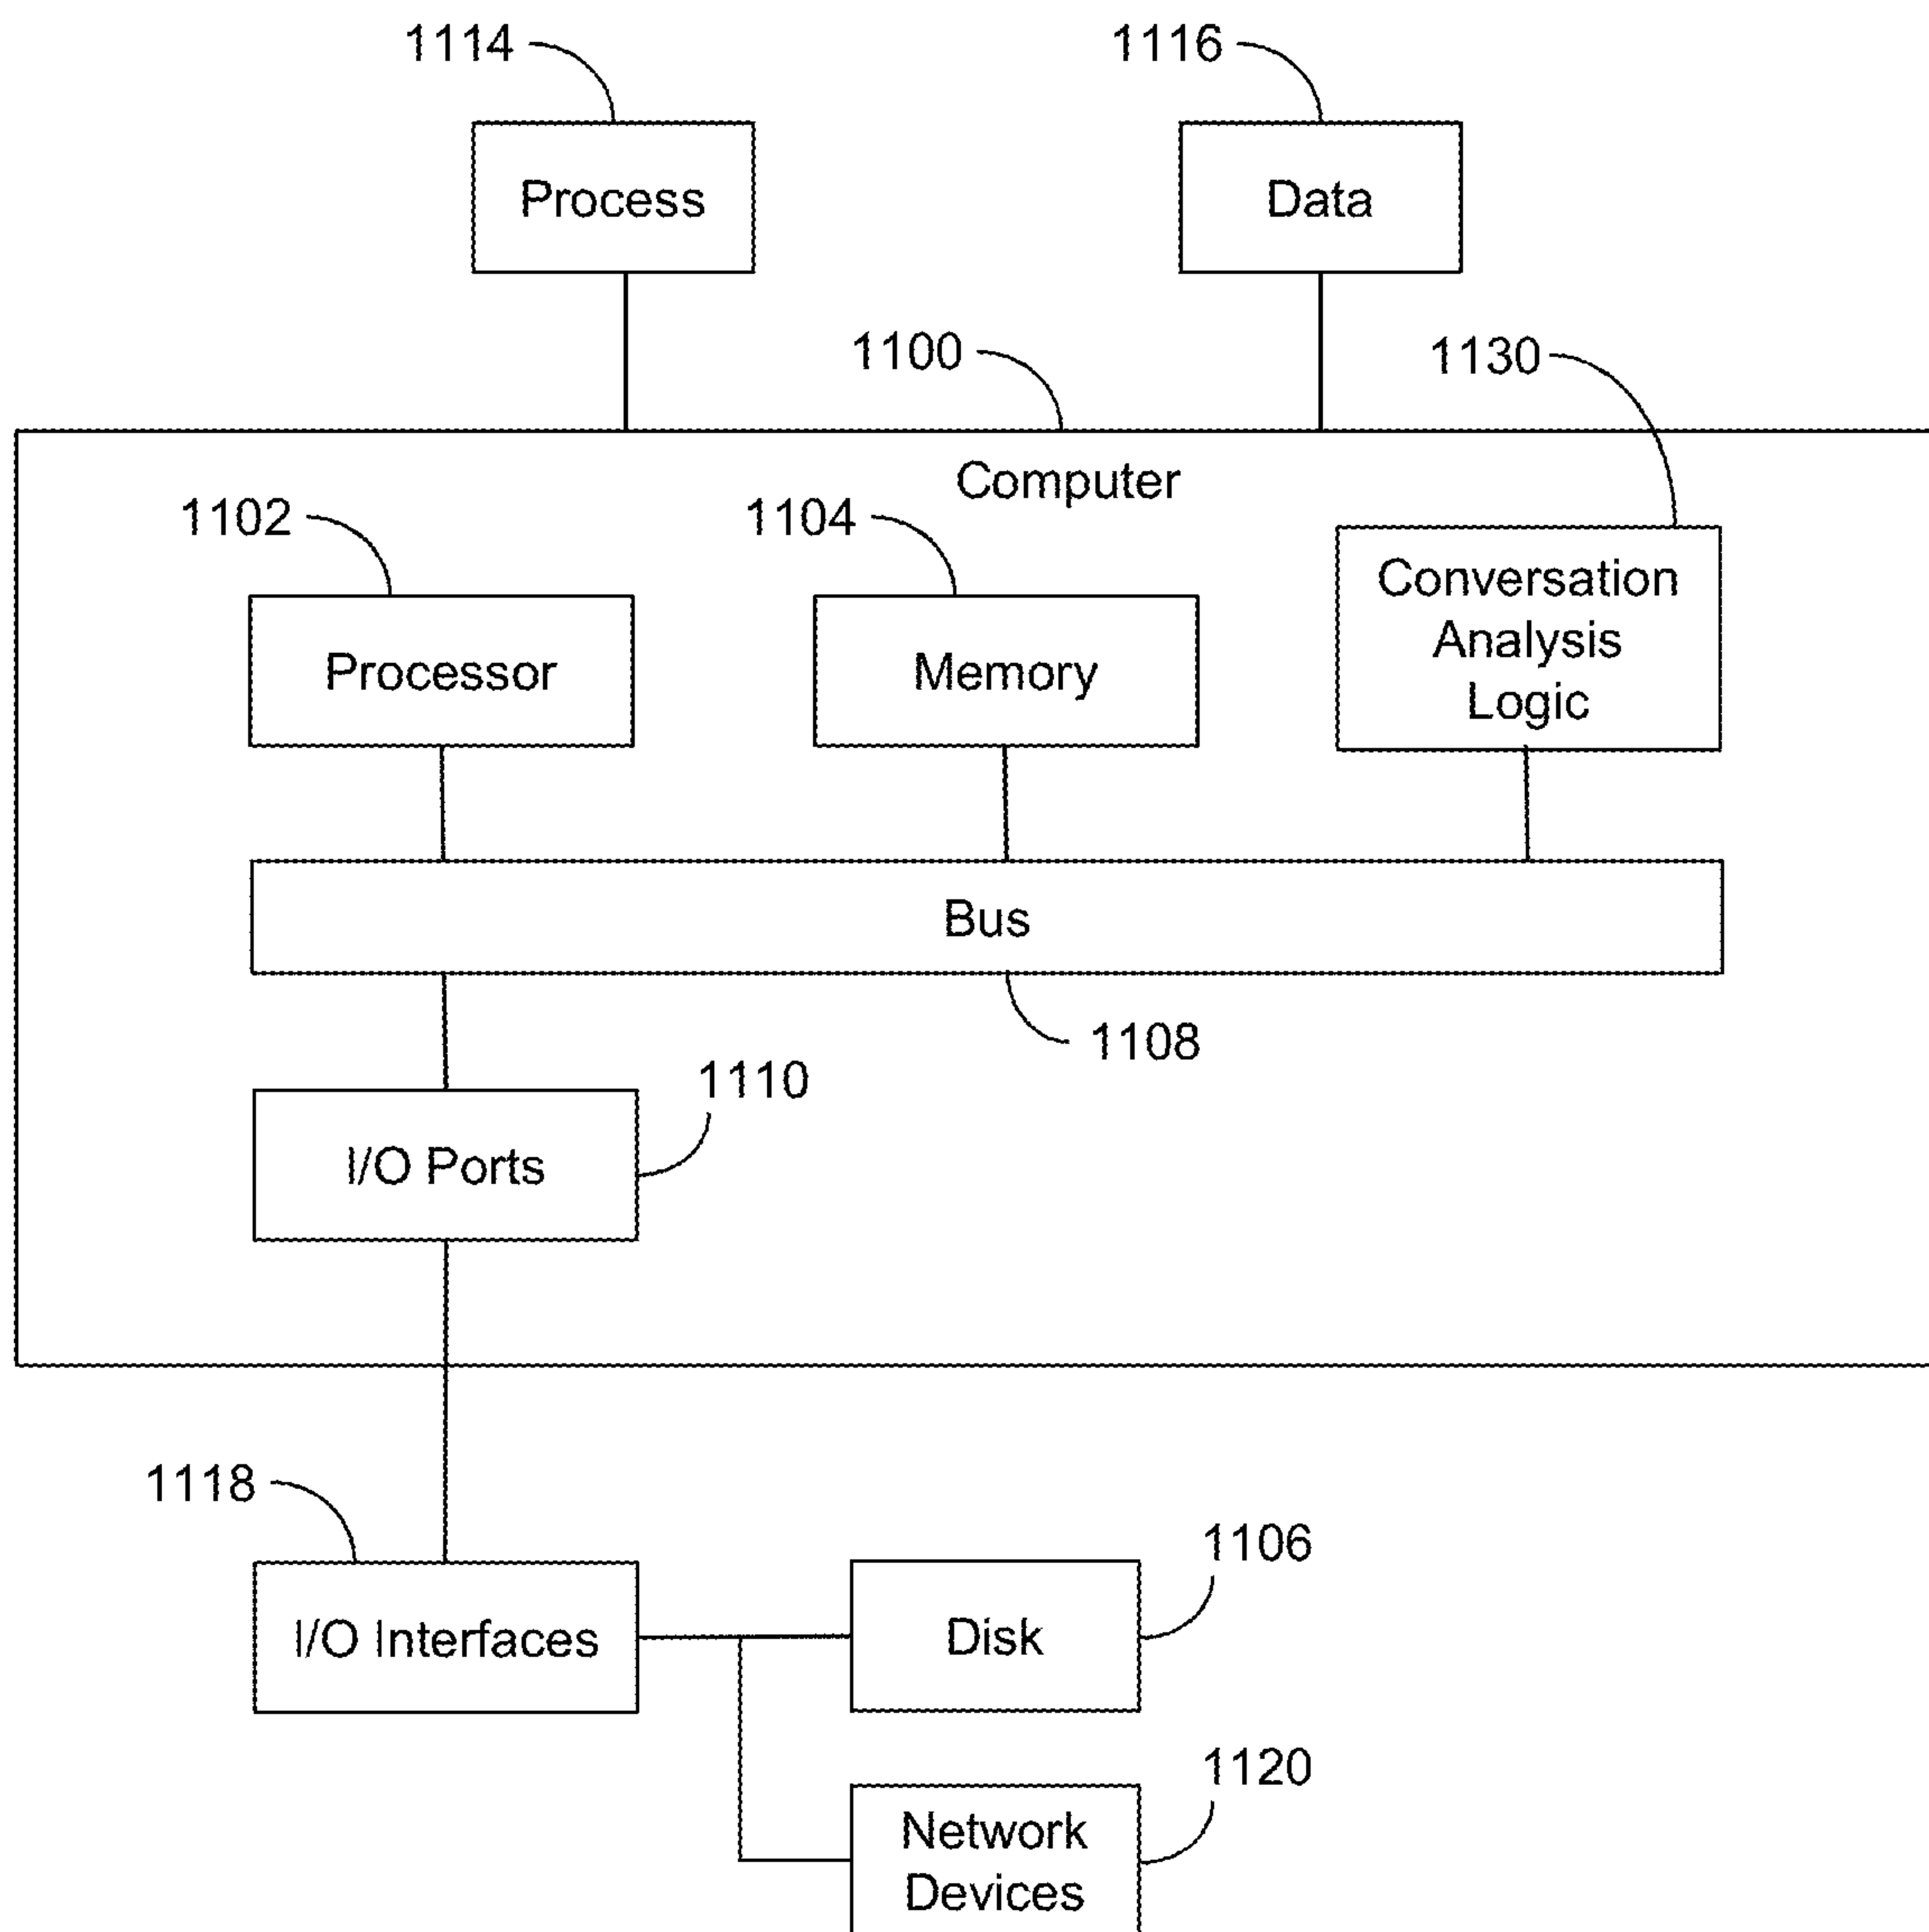 1114
1116
Process
Data
1100
1130
Computer
1102
1104
Conversation
Analysis
Logic
Processor
Memory
Bus
1108
1110
I/O Ports
1118
1106
I/O Interfaces
Disk
1120
Network
Devices